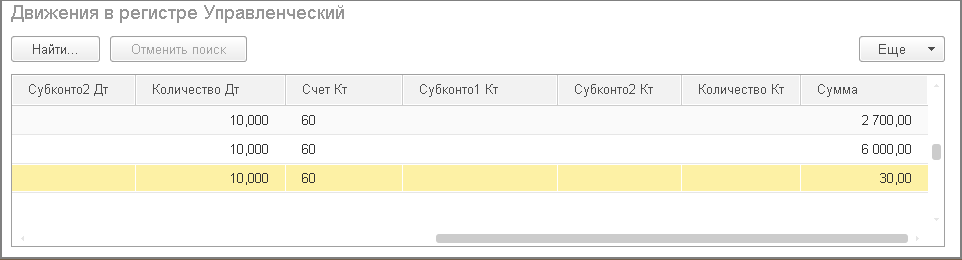 Движения в регистре Управленческий
Найти... Отменить поиск Еще
Субконто2 Дт Количество Дт Счет Кт Субконто1 Кт Субконто2 Кт Количество Кт Сумма
10,000 60 2 700,00
10,000 60 6 000,00
10,000 60 30,00